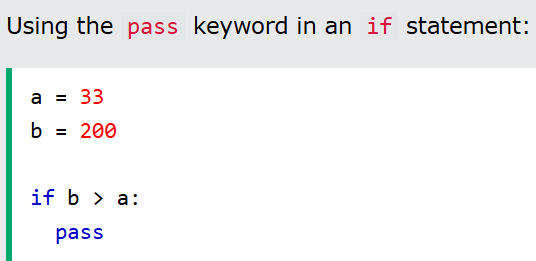 Using the pass keyword in an if statement:
a = 33
b = 200
if b > a:
  pass